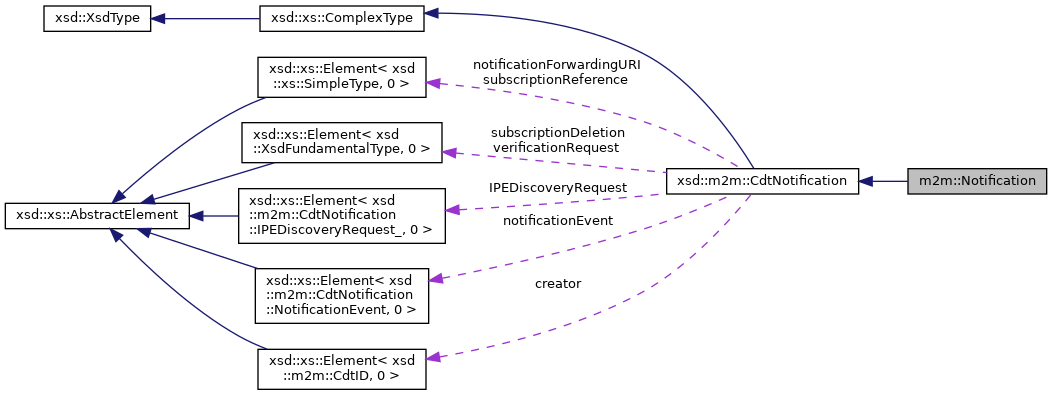 xsd::XsdType
xsd::xs::ComplexType
xsd::xs::Element< xsd
::xs::SimpleType, 0 >
notificationForwardingURI
subscriptionReference
xsd::xs::Element< xsd
::XsdFundamentalType, 0 >
subscriptionDeletion
verificationRequest
xsd::m2m::CdtNotification
m2m::Notification
xsd::xs::AbstractElement
xsd::xs::Element< xsd
::m2m::CdtNotification
::IPEDiscoveryRequest_, 0 >
IPEDiscoveryRequest
notificationEvent
xsd::xs::Element< xsd
::m2m::CdtNotification
::NotificationEvent, 0 >
creator
xsd::xs::Element< xsd
::m2m::CdtID, 0 >